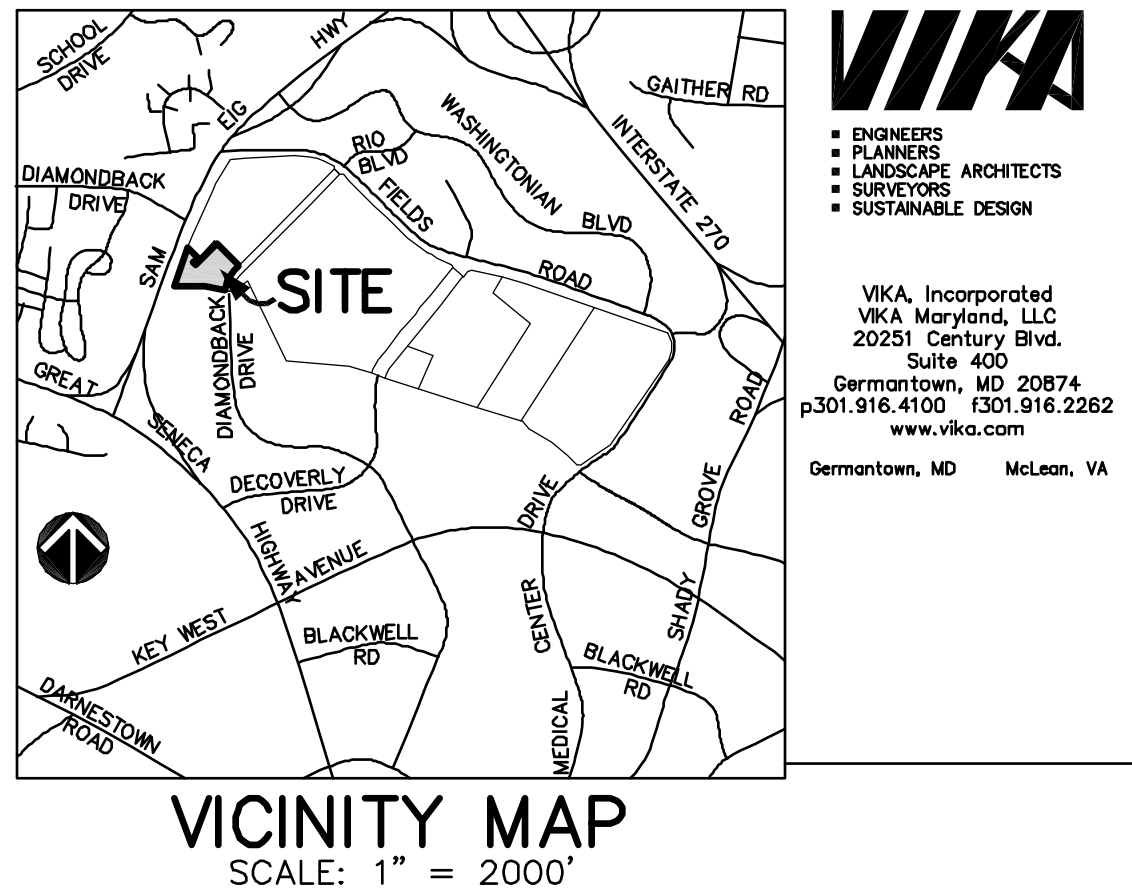 SCHOOL
DRIVE
HWY
EIG
GAITHER RD
WASHINGTONIAN
BLVD
INTERSTATE 270
RIO
BLVD
FIELDS
ROAD
DIAMONDBACK
DRIVE
SAM
SITE
DIAMONDBACK
DRIVE
GREAT
SENECA
HIGHWAY
DECOVERLY
DRIVE
KEY WEST
AVENUE
DRIVE
CENTER
MEDICAL
ROAD
GROVE
SHADY
BLACKWELL
RD
BLACKWELL
RD
DARNESTOWN
ROAD
VICINITY MAP
SCALE: 1" = 2000'
VIKA
ENGINEERS
PLANNERS
LANDSCAPE ARCHITECTS
SURVEYORS
SUSTAINABLE DESIGN
VIKA, Incorporated
VIKA Maryland, LLC
20251 Century Blvd.
Suite 400
Germantown, MD 20874
p301.916.4100 f301.916.2262
www.vika.com
Germantown, MD McLean, VA